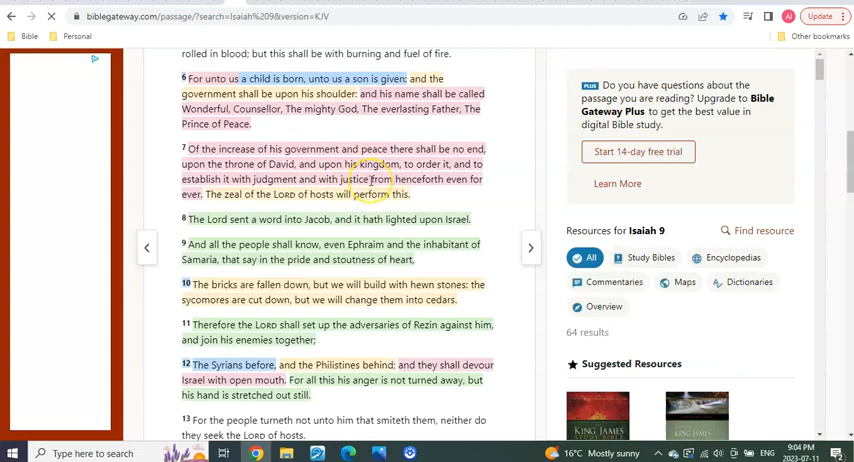 biblegateway.com/passage/?search=Isaiah%209&version=KJV
AI
Update
Bible
Personal
Other bookmarks
rolled in blood; but this shall be with burning and fuel of fire.
6 For unto us a child is born, unto us a son is given: and the
government shall be upon his shoulder: and his name shall be called
Wonderful, Counsellor, The mighty God, The everlasting Father, The
Prince of Peace.
7 Of the increase of his government and peace there shall be no end,
upon the throne of David, and upon his kingdom, to order it, and to
establish it with judgment and with justice from henceforth even for
ever. The zeal of the LORD of hosts will perform this.
8 The Lord sent a word into Jacob, and it hath lighted upon Israel.
9 And all the people shall know, even Ephraim and the inhabitant of
Samaria, that say in the pride and stoutness of heart,
10 The bricks are fallen down, but we will build with hewn stones: the
sycomores are cut down, but we will change them into cedars.
11 Therefore the LORD shall set up the adversaries of Rezin against him,
and join his enemies together;
12 The Syrians before, and the Philistines behind; and they shall devour
Israel with open mouth. For all this his anger is not turned away, but
his hand is stretched out still.
13 For the people turneth not unto him that smiteth them, neither do
they seek the LORD of hosts.
PLUS Do you have questions about the
passage you are reading? Upgrade to Bible
Gateway Plus to get the best value in
digital Bible study.
Start 14-day free trial
Learn More
Resources for Isaiah 9
Find resource
All
Study Bibles
Encyclopedias
Commentaries
Maps
Dictionaries
Overview
64 results
Suggested Resources
KING JAMES
STUDY BIBLE
KING JAMES
Type here to search
16°C Mostly sunny
ENG
9:04 PM
2023-07-11
2